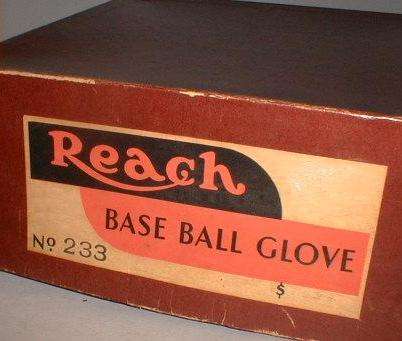 Reach
BASE BALL GLOVE
No 233
$